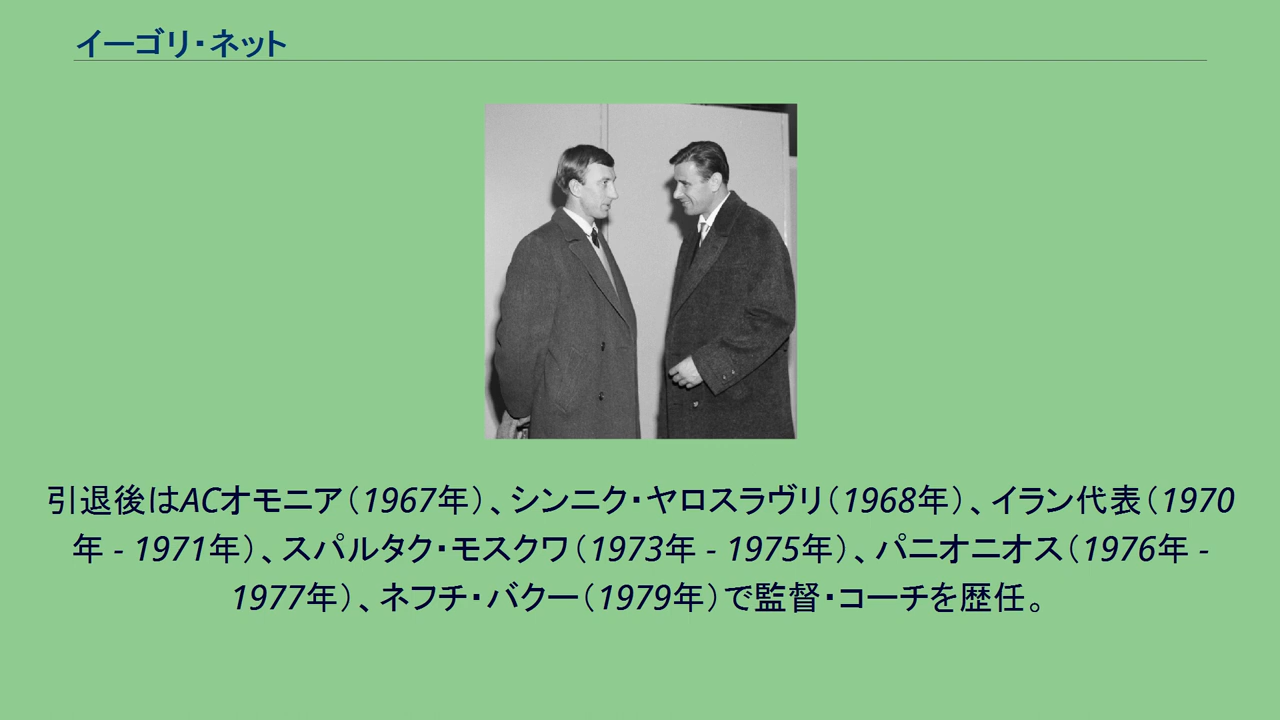 イーゴリ・ネット
引退後はACオモニア（1967年）、シンニク・ヤロスラヴリ（1968年）、イラン代表（1970
年 - 1971年）、スパルタク・モスクワ（1973年 - 1975年）、パニオニオス（1976年 -
1977年）、ネフチ・バクー（1979年）で監督・コーチを歴任。